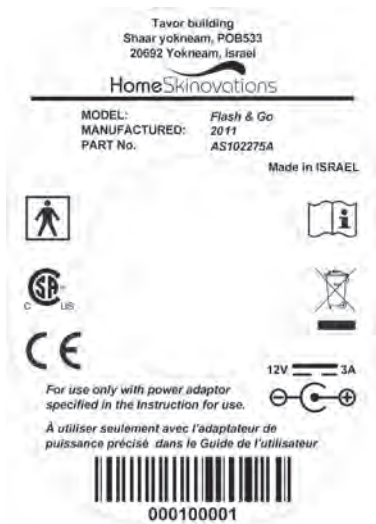 Tavor building
Shaar yokneam, POB533
20692 Yokneam, Israel
HomeSkinovations
MODEL: Flash & Go
MANUFACTURED: 2011
PART No. AS102275A
Made in ISRAEL
C US
CE
12V 3A
For use only with power adaptor
specified in the Instruction for use.
À utiliser seulement avec l'adaptateur de
puissance précisé dans le Guide de l'utilisateur
000100001